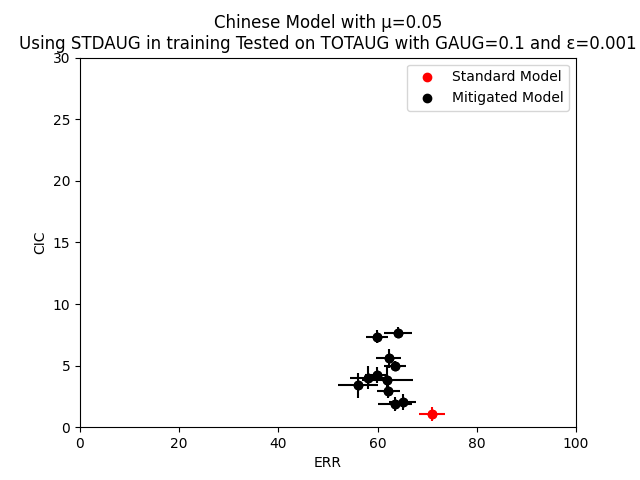 Chinese Model with μ=0.05
Using STDAUG in training Tested on TOTAUG with GAUG=0.1 and ε=0.001
Standard Model
Mitigated Model
30
25
20
15
10
5
0
CIC
0 20 40 60 80 100
ERR